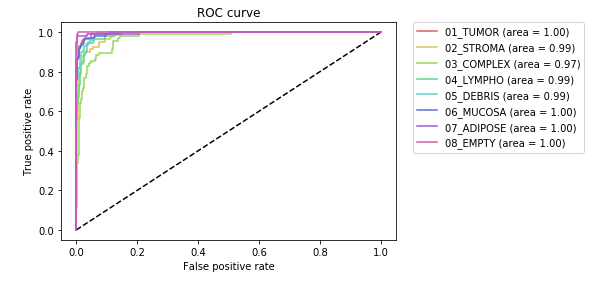 ROC curve
True positive rate
1.0
0.8
0.6
0.4
0.2
0.0
0.0 0.2 0.4 0.6 0.8 1.0
False positive rate
01_TUMOR (area = 1.00)
02_STROMA (area = 0.99)
03_COMPLEX (area = 0.97)
04_LYMPHO (area = 0.99)
05_DEBRIS (area = 0.99)
06_MUCOSA (area = 1.00)
07_ADIPOSE (area = 1.00)
08_EMPTY (area = 1.00)